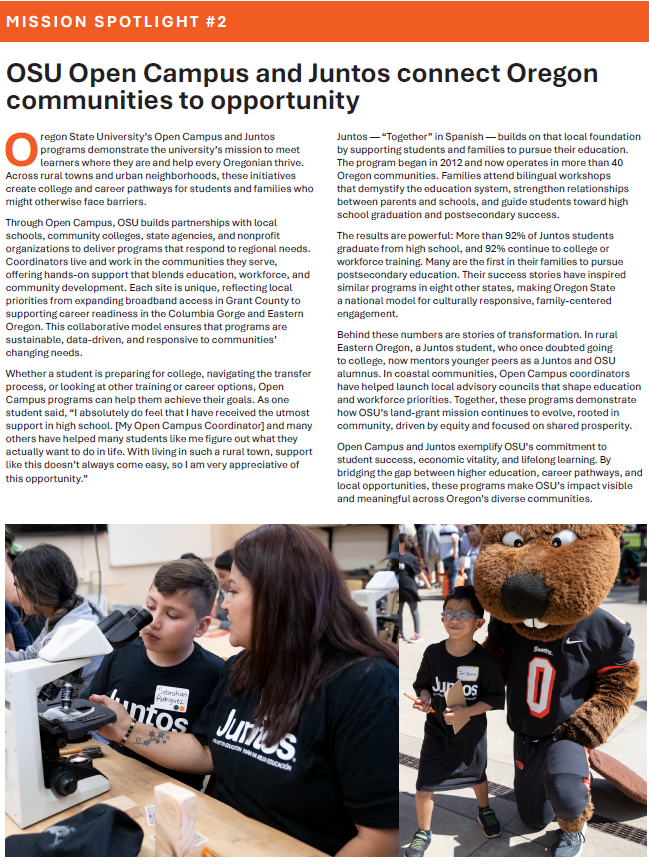 MISSION SPOTLIGHT #2
OSU Open Campus and Juntos connect Oregon
communities to opportunity
Oregon State University's Open Campus and Juntos
programs demonstrate the university's mission to meet
learners where they are and help every Oregonian thrive.
Across rural towns and urban neighborhoods, these initiatives
create college and career pathways for students and families who
might otherwise face barriers.
Through Open Campus, OSU builds partnerships with local
schools, community colleges, state agencies, and nonprofit
organizations to deliver programs that respond to regional needs.
Coordinators live and work in the communities they serve,
offering hands-on support that blends education, workforce, and
community development. Each site is unique, reflecting local
priorities from expanding broadband access in Grant County to
supporting career readiness in the Columbia Gorge and Eastern
Oregon. This collaborative model ensures that programs are
sustainable, data-driven, and responsive to communities'
changing needs.
Whether a student is preparing for college, navigating the transfer
process, or looking at other training or career options, Open
Campus programs can help them achieve their goals. As one
student said, “I absolutely do feel that I have received the utmost
support in high school. [My Open Campus Coordinator] and many
others have helped many students like me figure out what they
actually want to do in life. With living in such a rural town, support
like this doesn't always come easy, so I am very appreciative of
this opportunity.”
Juntos — “Together” in Spanish — builds on that local foundation
by supporting students and families to pursue their education.
The program began in 2012 and now operates in more than 40
Oregon communities. Families attend bilingual workshops
that demystify the education system, strengthen relationships
between parents and schools, and guide students toward high
school graduation and postsecondary success.
The results are powerful: More than 92% of Juntos students
graduate from high school, and 92% continue to college or
workforce training. Many are the first in their families to pursue
postsecondary education. Their success stories have inspired
similar programs in eight other states, making Oregon State
a national model for culturally responsive, family-centered
engagement.
Behind these numbers are stories of transformation. In rural
Eastern Oregon, a Juntos student, who once doubted going
to college, now mentors younger peers as a Juntos and OSU
alumnus. In coastal communities, Open Campus coordinators
have helped launch local advisory councils that shape education
and workforce priorities. Together, these programs demonstrate
how OSU's land-grant mission continues to evolve, rooted in
community, driven by equity and focused on shared prosperity.
Open Campus and Juntos exemplify OSU's commitment to
student success, economic vitality, and lifelong learning. By
bridging the gap between higher education, career pathways, and
local opportunities, these programs make OSU's impact visible
and meaningful across Oregon's diverse communities.
Sebastian
Rodriguez
Juntos
Juntos
Juntos
Beavers
0